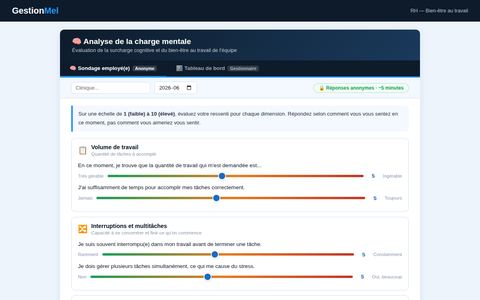 GestionMel
RH — Bien-être au travail
🧠 Analyse de la charge mentale
Évaluation de la surcharge cognitive et du bien-être au travail de l'équipe
🧠 Sondage employé(e) Anonyme 📊 Tableau de bord Gestionnaire
Clinique... 2026-06 🔒 Réponses anonymes · ~5 minutes
Sur une échelle de 1 (faible) à 10 (élevé), évaluez votre ressenti pour chaque dimension. Répondez selon comment vous vous sentez en
ce moment, pas comment vous aimeriez vous sentir.
Volume de travail
Quantité de tâches à accomplir
En ce moment, je trouve que la quantité de travail qui m'est demandée est...
Très gérable 5 Ingérable
J'ai suffisamment de temps pour accomplir mes tâches correctement.
Jamais 5 Toujours
Interruptions et multitâches
Capacité à se concentrer et finir ce qu'on commence
Je suis souvent interrompu(e) dans mon travail avant de terminer une tâche.
Rarement 5 Constamment
Je dois gérer plusieurs tâches simultanément, ce qui me cause du stress.
Non 5 Oui, beaucoup